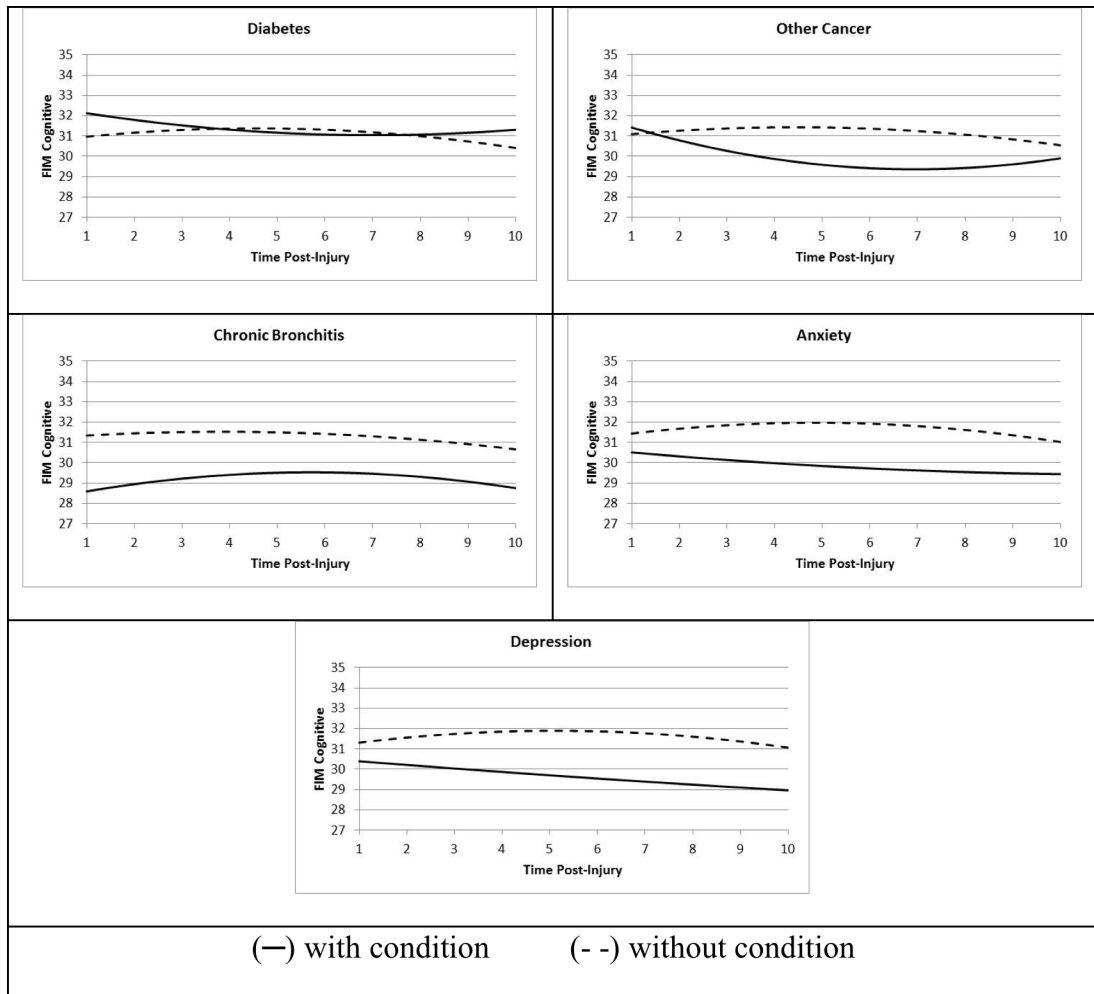 Diabetes
FIM Cognitive
35
34
33
32
31
30
29
28
27
1 2 3 4 5 6 7 8 9 10
Time Post-Injury
Other Cancer
FIM Cognitive
35
34
33
32
31
30
29
28
27
1 2 3 4 5 6 7 8 9 10
Time Post-Injury
Chronic Bronchitis
FIM Cognitive
35
34
33
32
31
30
29
28
27
1 2 3 4 5 6 7 8 9 10
Time Post-Injury
Anxiety
FIM Cognitive
35
34
33
32
31
30
29
28
27
1 2 3 4 5 6 7 8 9 10
Time Post-Injury
Depression
FIM Cognitive
35
34
33
32
31
30
29
28
27
1 2 3 4 5 6 7 8 9 10
Time Post-Injury
(—) with condition (- -) without condition